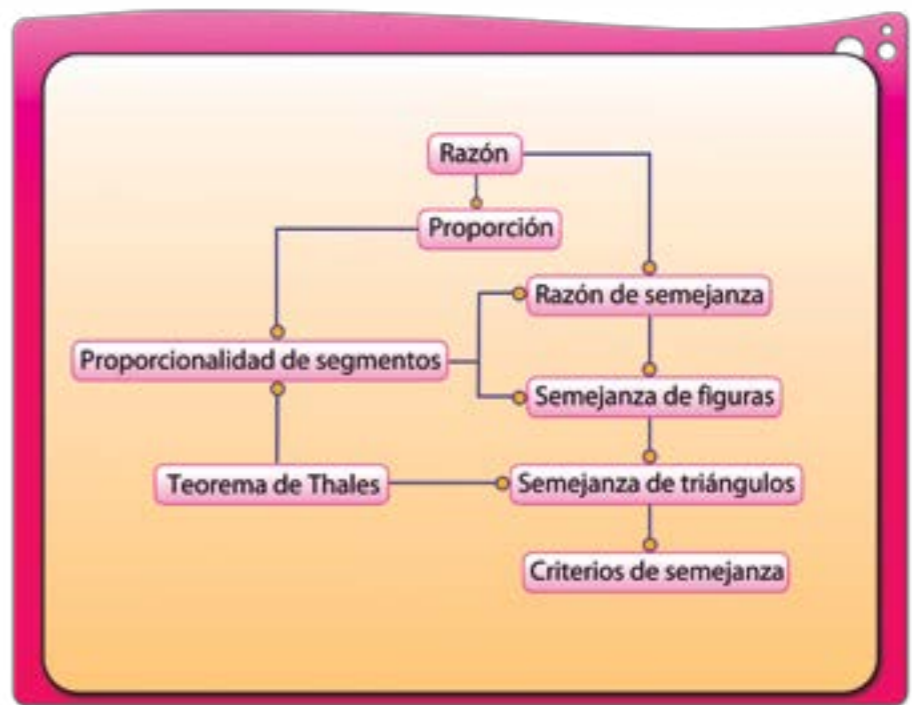 Razón
Proporción
Razón de semejanza
Proporcionalidad de segmentos
Semejanza de figuras
Teorema de Thales
Semejanza de triángulos
Criterios de semejanza